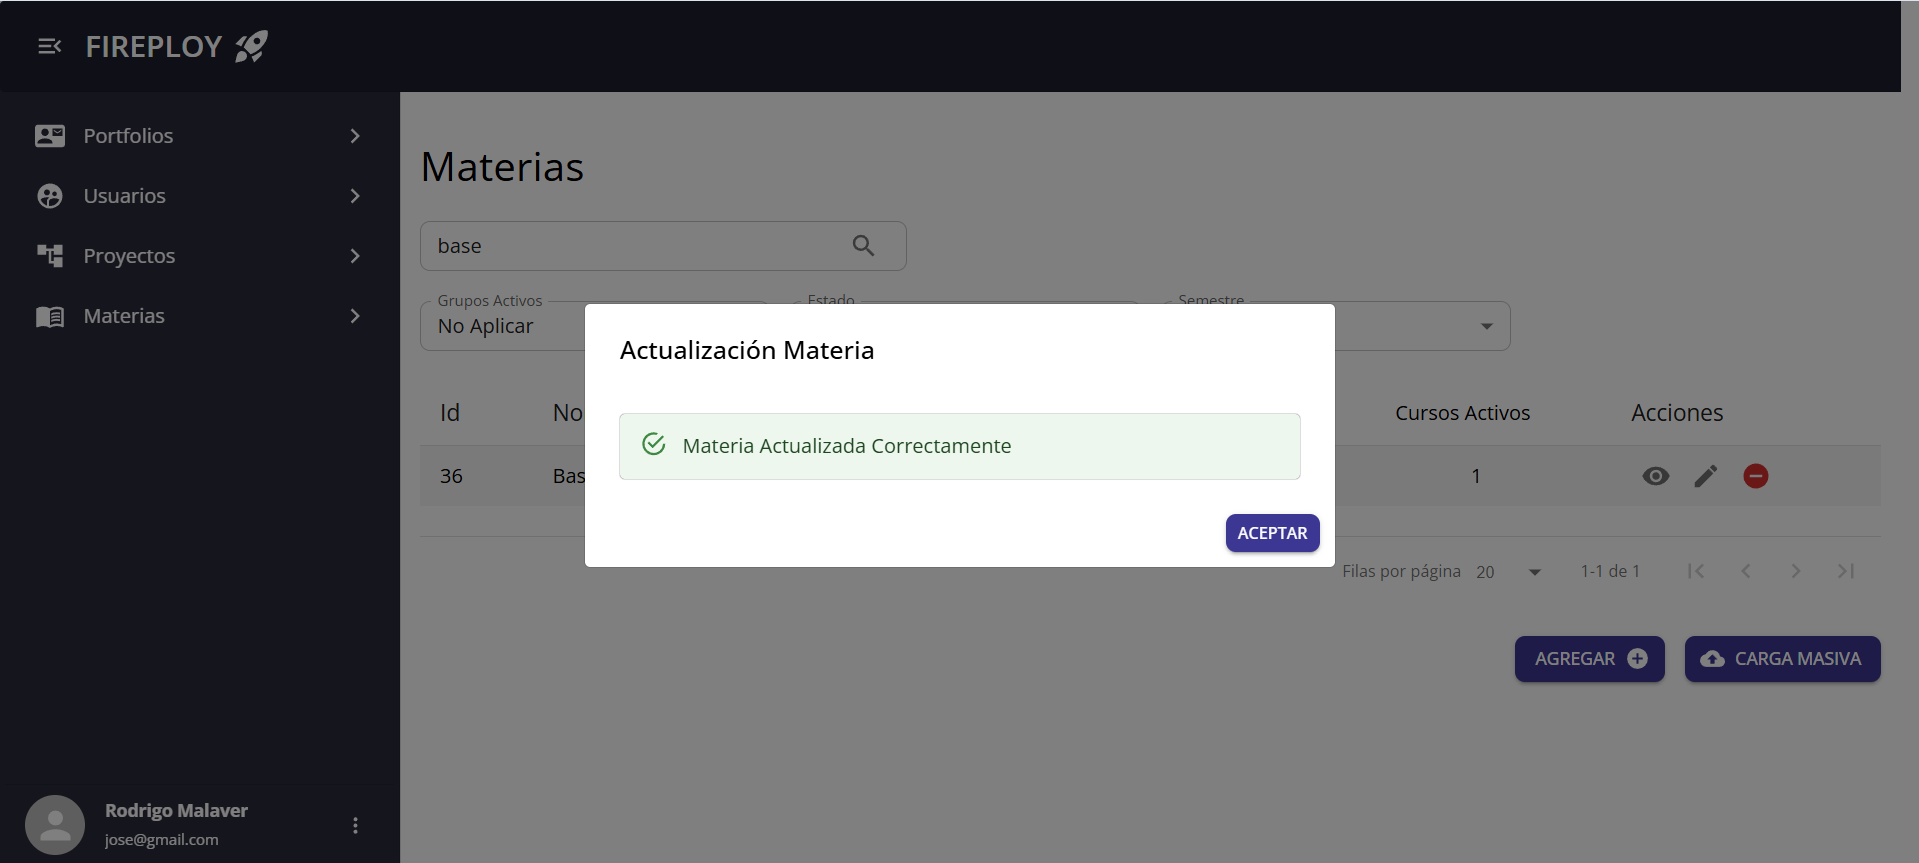 FIREPLOY
Portfolios
Usuarios
Proyectos
Materias
Rodrigo Malaver
jose@gmail.com
Materias
base
Grupos Activos
No Aplicar
Estado
Semestre
Id
No
Cursos Activos
Acciones
36
Bas
1
Actualización Materia
Materia Actualizada Correctamente
ACEPTAR
Filas por página 20 1-1 de 1
AGREGAR
CARGA MASIVA